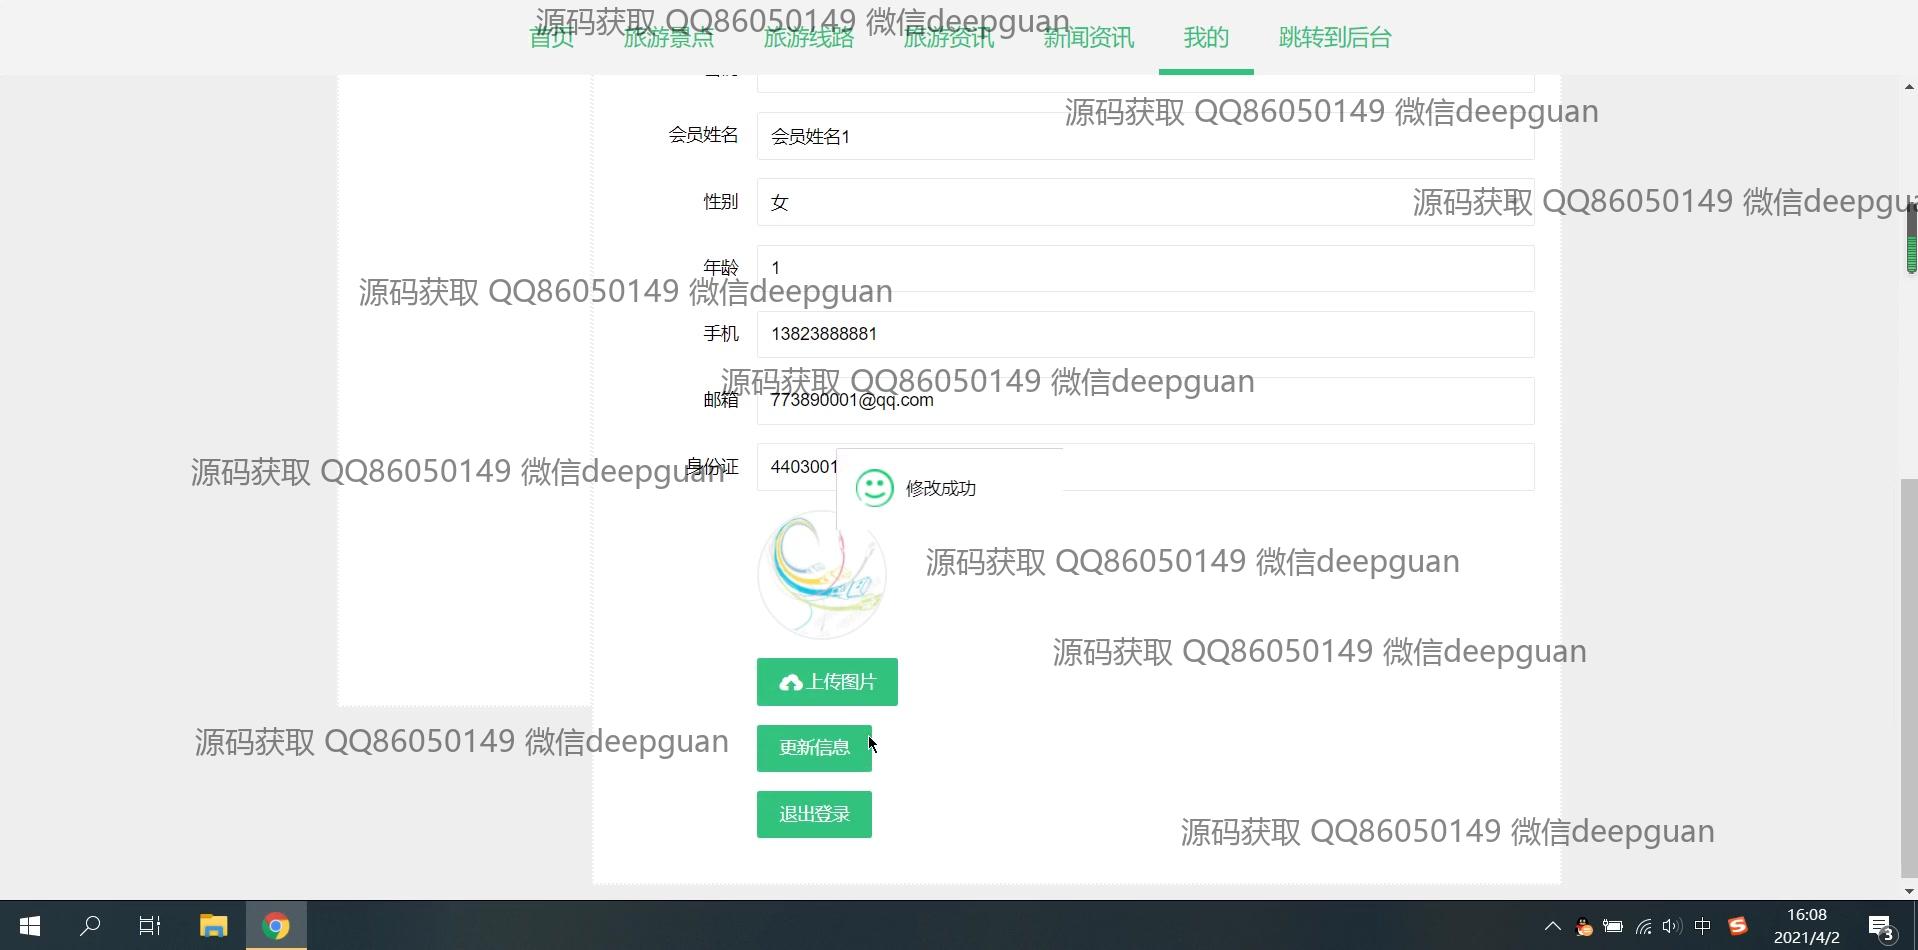 源码获取 QQ86050149 微信deepguan
首页 旅游景点 旅游线路 旅游资讯 新闻资讯 我的 跳转到后台
源码获取 QQ86050149 微信deepguan
会员姓名 会员姓名1
源码获取 QQ86050149 微信deepgua
性别 女
年龄 1
源码获取 QQ86050149 微信deepguan
手机 13823888881
源码获取 QQ86050149 微信deepguan
邮箱 773890001@qq.com
身份证 4403001
源码获取 QQ86050149 微信deepguan
修改成功
源码获取 QQ86050149 微信deepguan
源码获取 QQ86050149 微信deepguan
上传图片
源码获取 QQ86050149 微信deepguan
更新信息
退出登录
源码获取 QQ86050149 微信deepguan
中
16:08
2021/4/2
3